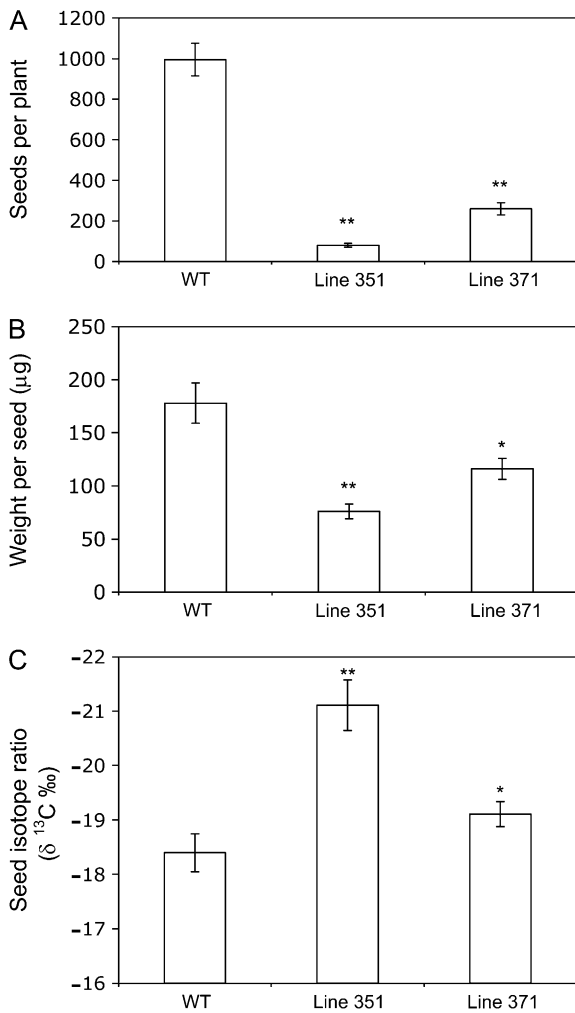 A
Seeds per plant
1200
1000
800
600
400
200
0
**
**
WT
Line 351
Line 371
B
Weight per seed (µg)
250
200
150
100
50
0
**
*
WT
Line 351
Line 371
C
Seed isotope ratio
(δ ¹³C ‰)
-22
-21
-20
-19
-18
-17
-16
**
*
WT
Line 351
Line 371